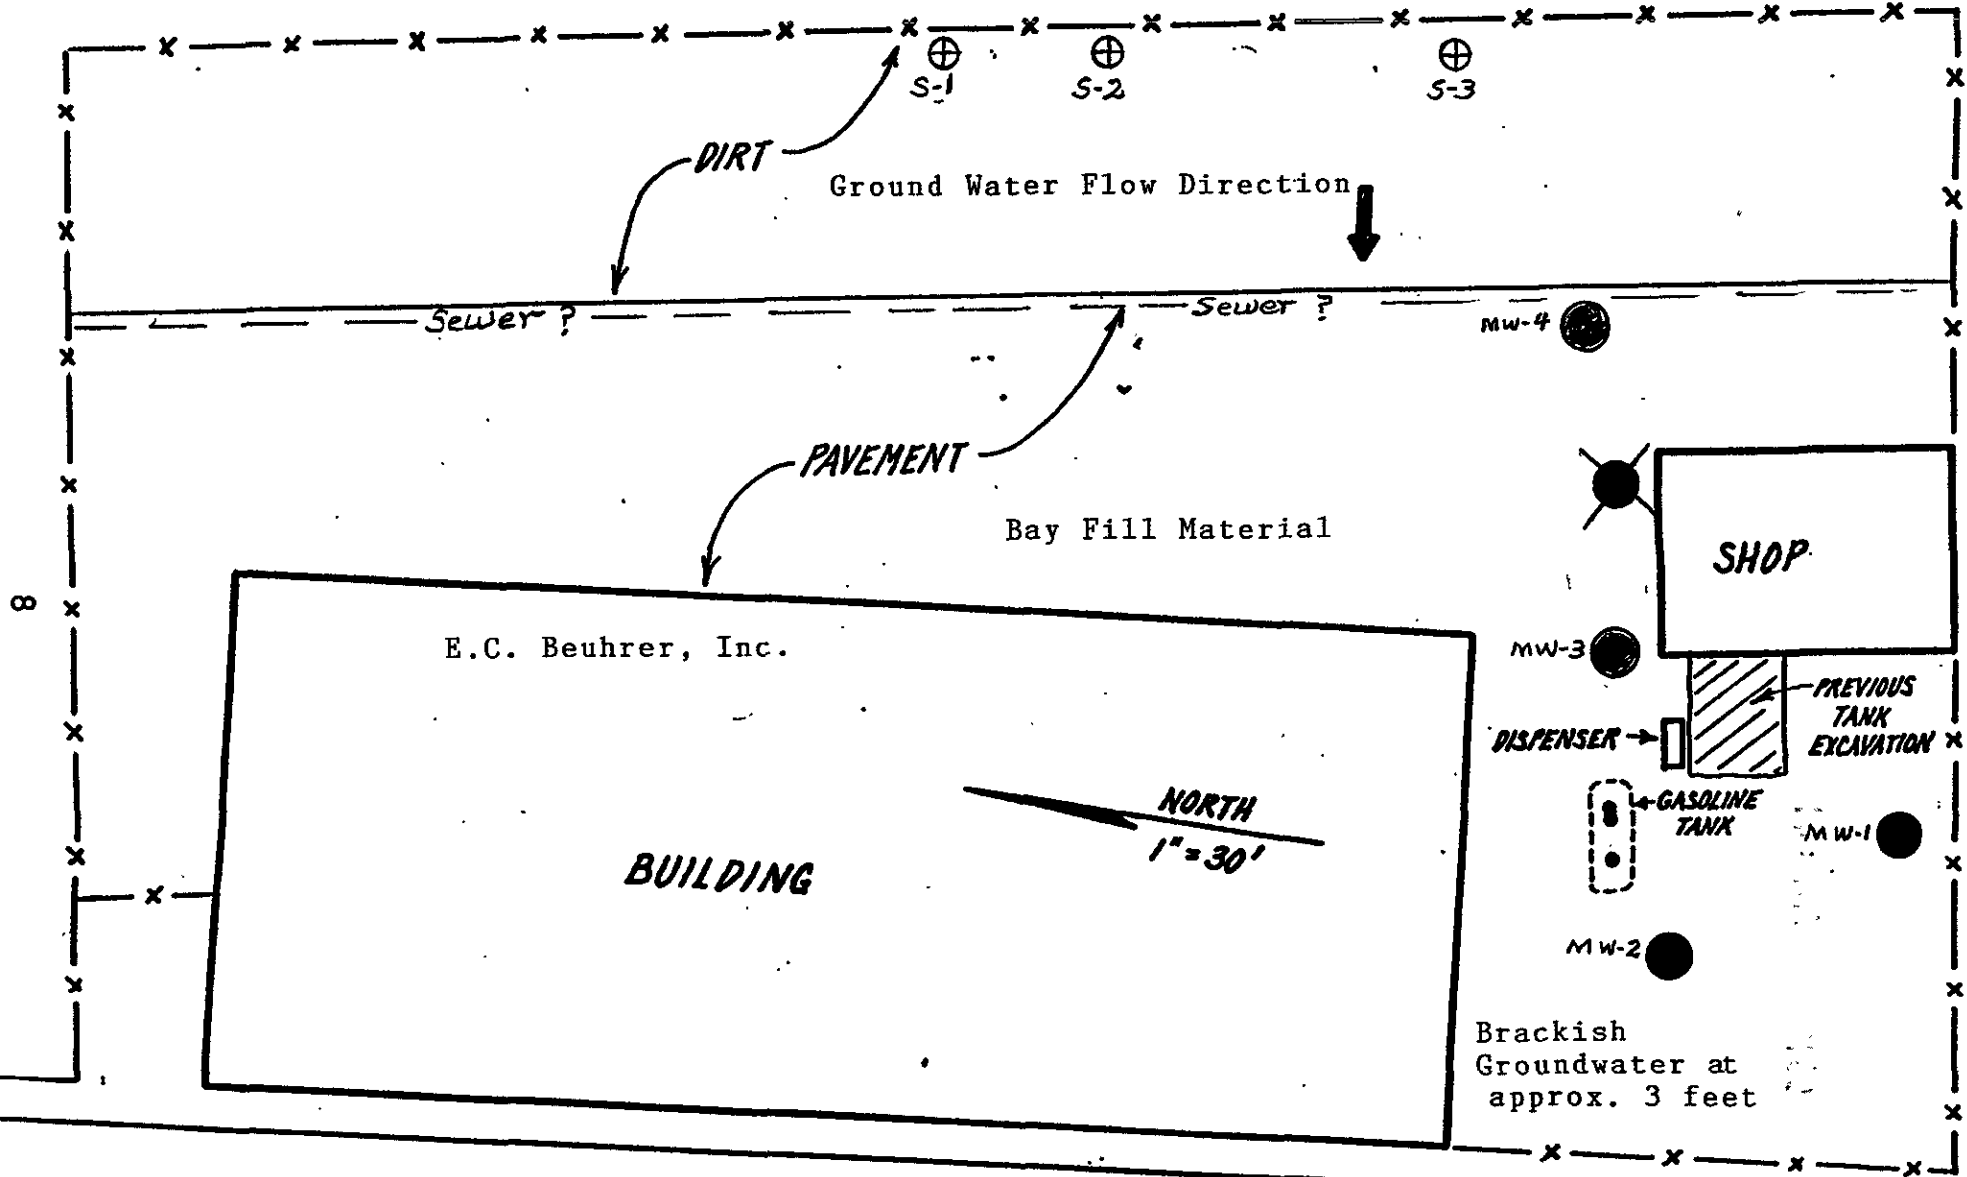 S-1
S-2
S-3
DIRT
Ground Water Flow Direction
Sewer ?
Sewer ?
MW-4
PAVEMENT
Bay Fill Material
SHOP
8
E.C. Beuhrer, Inc.
MW-3
PREVIOUS
TANK
EXCAVATION
DISPENSER
GASOLINE
TANK
NORTH
1" = 30'
MW-1
BUILDING
MW-2
Brackish
Groundwater at
approx. 3 feet